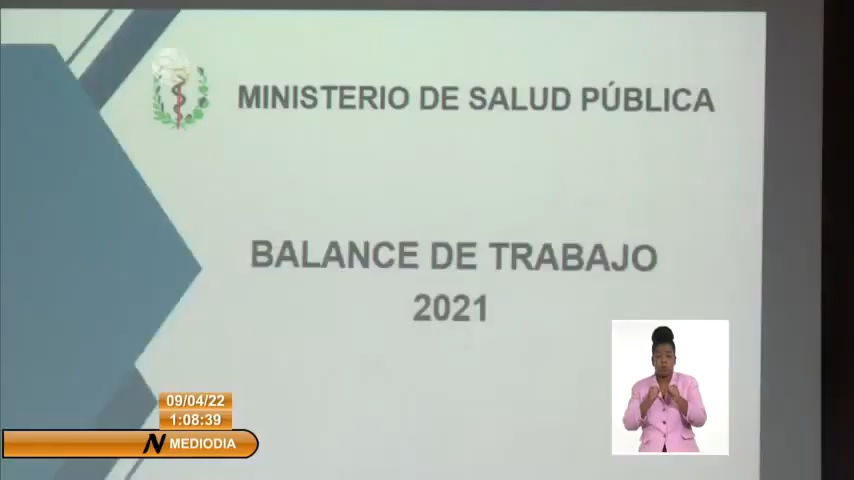 MINISTERIO DE SALUD PÚBLICA
BALANCE DE TRABAJO
2021
09/04/22
1:08:39
N MEDIODIA